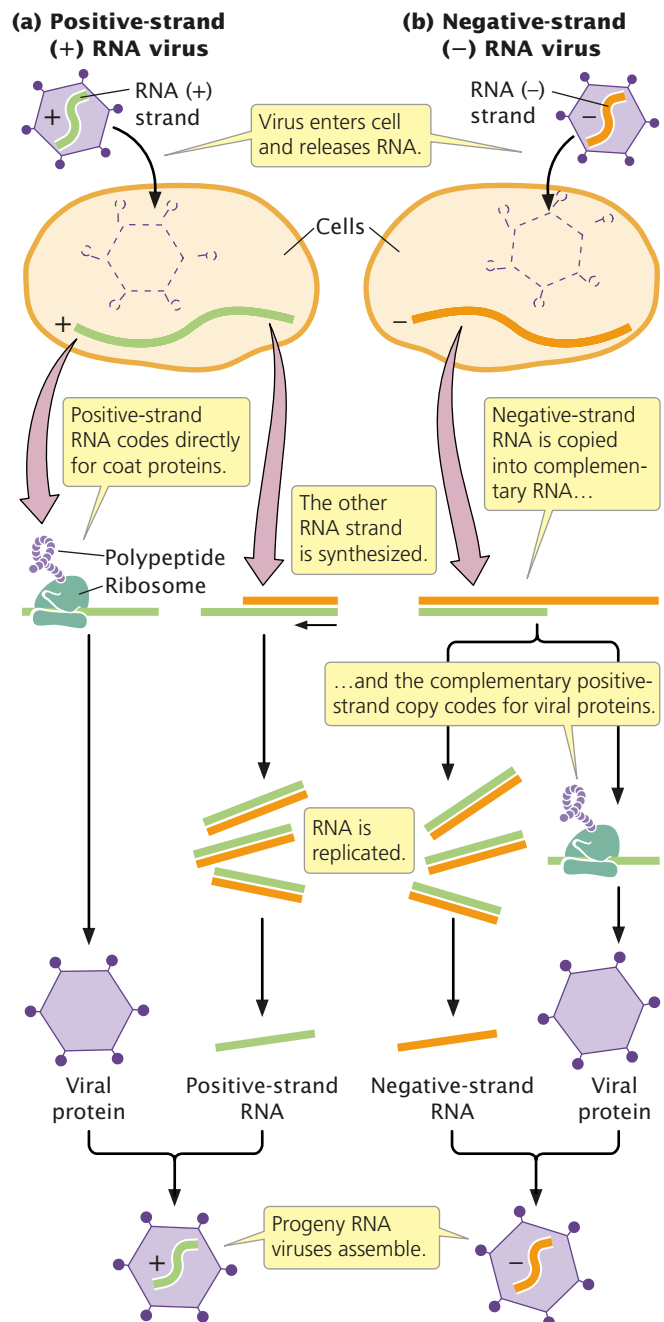 (a) Positive-strand
(+) RNA virus
(b) Negative-strand
(−) RNA virus
RNA (+)
strand
+
RNA (–)
strand
–
Virus enters cell
and releases RNA.
Cells
+
–
Positive-strand
RNA codes directly
for coat proteins.
Negative-strand
RNA is copied
into complemen-
tary RNA…
The other
RNA strand
is synthesized.
Polypeptide
Ribosome
…and the complementary positive-
strand copy codes for viral proteins.
RNA is
replicated.
Viral
protein
Positive-strand
RNA
Negative-strand
RNA
Viral
protein
Progeny RNA
viruses assemble.
+
–